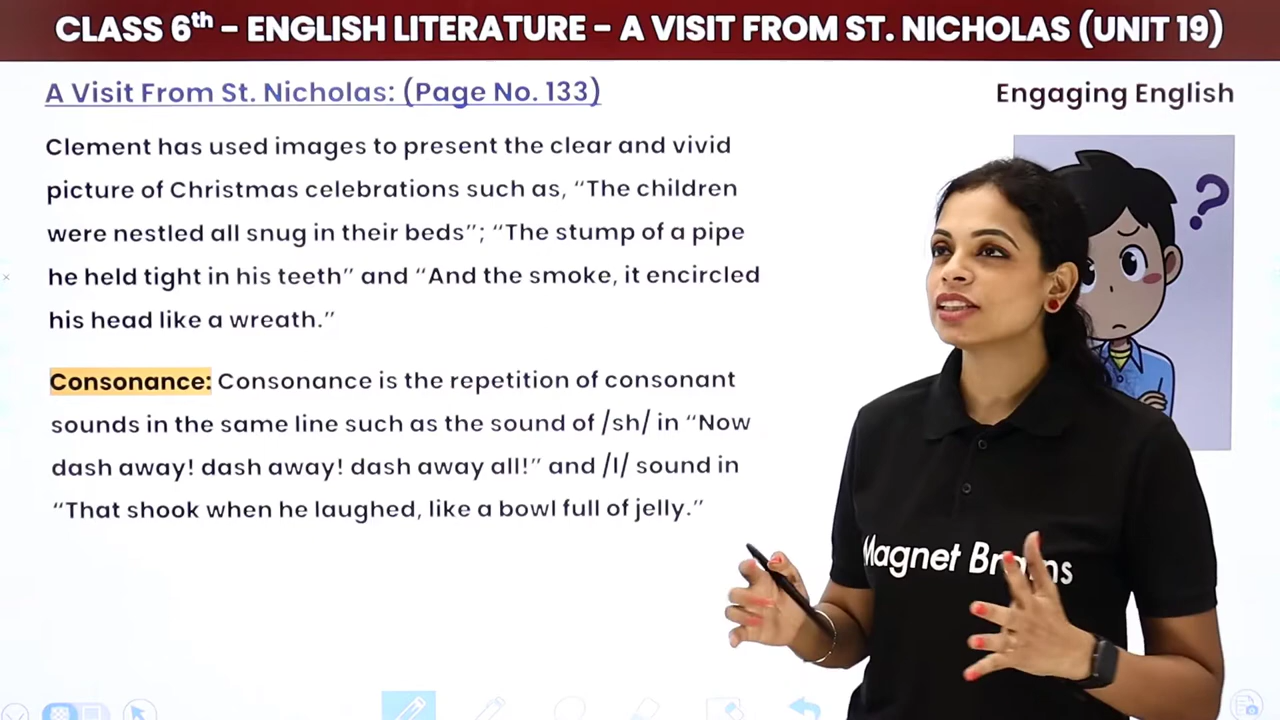 CLASS 6th – ENGLISH LITERATURE – A VISIT FROM ST. NICHOLAS (UNIT 19)
A Visit From St. Nicholas: (Page No. 133)
Engaging English
Clement has used images to present the clear and vivid
picture of Christmas celebrations such as, “The children
were nestled all snug in their beds”; “The stump of a pipe
he held tight in his teeth” and “And the smoke, it encircled
his head like a wreath.”
?
Consonance: Consonance is the repetition of consonant
sounds in the same line such as the sound of /sh/ in “Now
dash away! dash away! dash away all!” and /l/ sound in
“That shook when he laughed, like a bowl full of jelly.”
Magnet Brains